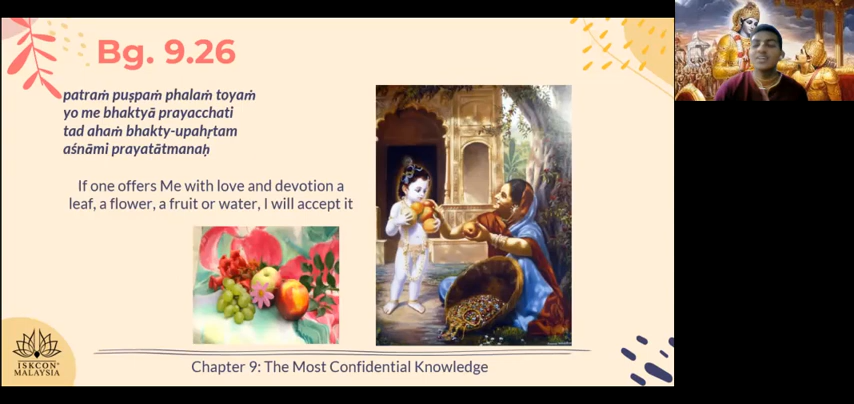 Bg. 9.26
patraṁ puṣpaṁ phalaṁ toyaṁ
yo me bhaktyā prayacchati
tad ahaṁ bhakty-upahṛtam
aśnāmi prayatātmanaḥ
If one offers Me with love and devotion a
leaf, a flower, a fruit or water, I will accept it
ISKCON
MALAYSIA
Chapter 9: The Most Confidential Knowledge